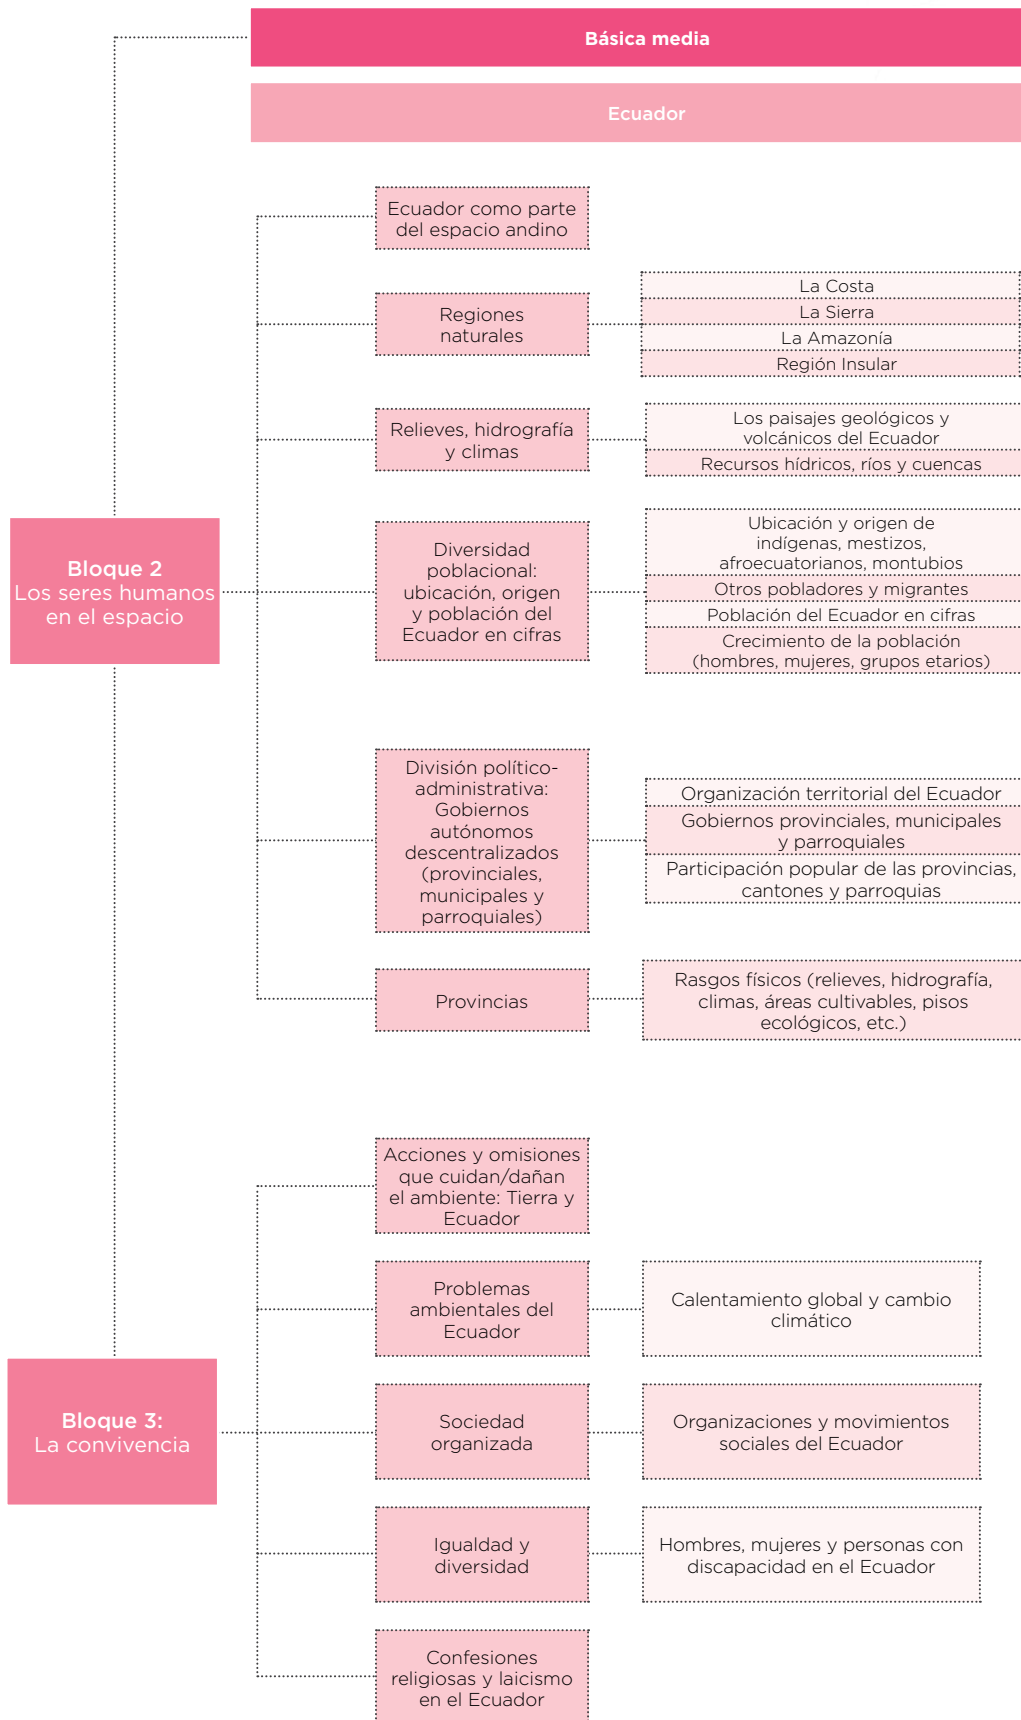 Básica media
Ecuador
Ecuador como parte
del espacio andino
Regiones
naturales
La Costa
La Sierra
La Amazonía
Región Insular
Relieves, hidrografía
y climas
Los paisajes geológicos y
volcánicos del Ecuador
Recursos hídricos, ríos y cuencas
Bloque 2
Los seres humanos
en el espacio
Diversidad
poblacional:
ubicación, origen
y población del
Ecuador en cifras
Ubicación y origen de
indígenas, mestizos,
afroecuatorianos, montubios
Otros pobladores y migrantes
Población del Ecuador en cifras
Crecimiento de la población
(hombres, mujeres, grupos etarios)
División político-
administrativa:
Gobiernos
autónomos
descentralizados
(provinciales,
municipales y
parroquiales)
Organización territorial del Ecuador
Gobiernos provinciales, municipales
y parroquiales
Participación popular de las provincias,
cantones y parroquias
Provincias
Rasgos físicos (relieves, hidrografía,
climas, áreas cultivables, pisos
ecológicos, etc.)
Bloque 3:
La convivencia
Acciones y omisiones
que cuidan/dañan
el ambiente: Tierra y
Ecuador
Problemas
ambientales del
Ecuador
Calentamiento global y cambio
climático
Sociedad
organizada
Organizaciones y movimientos
sociales del Ecuador
Igualdad y
diversidad
Hombres, mujeres y personas con
discapacidad en el Ecuador
Confesiones
religiosas y laicismo
en el Ecuador